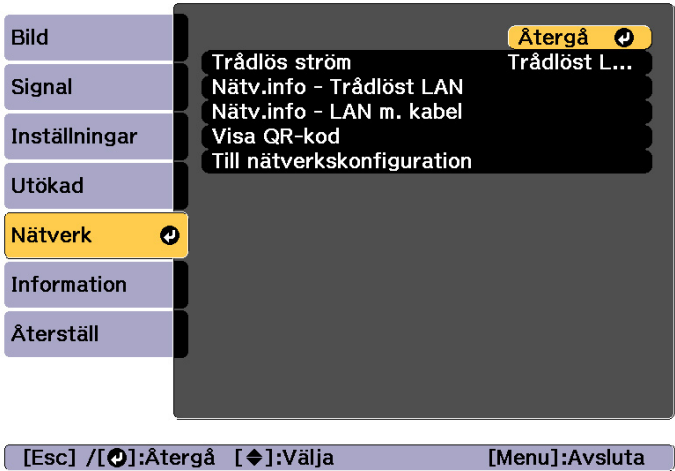 Bild
Signal
Inställningar
Utökad
Nätverk
Information
Återställ
Återgå
Trådlös ström Trådlöst L...
Nätv.info - Trådlöst LAN
Nätv.info - LAN m. kabel
Visa QR-kod
Till nätverkskonfiguration
[Esc] /[ ]:Återgå [ ]:Välja [Menu]:Avsluta